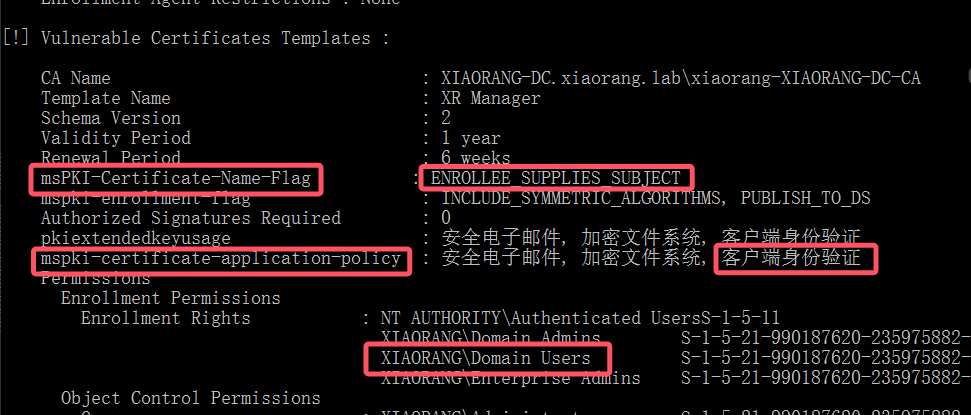 Enrollment Agent Restrictions : None
[!] Vulnerable Certificates Templates :
CA Name : XIAORANG-DC.xiaorang.lab\xiaorang-XIAORANG-DC-CA
Template Name : XR Manager
Schema Version : 2
Validity Period : 1 year
Renewal Period : 6 weeks
msPKI-Certificate-Name-Flag : ENROLLEE_SUPPLIES_SUBJECT
mspki-enrollment-flag : INCLUDE_SYMMETRIC_ALGORITHMS, PUBLISH_TO_DS
Authorized Signatures Required : 0
pkiextendedkeyusage : 安全电子邮件, 加密文件系统, 客户端身份验证
mspki-certificate-application-policy : 安全电子邮件, 加密文件系统, 客户端身份验证
Permissions
Enrollment Permissions
Enrollment Rights : NT AUTHORITY\Authenticated UsersS-1-5-11
XIAORANG\Domain Admins S-1-5-21-990187620-235975882-
XIAORANG\Domain Users S-1-5-21-990187620-235975882-
XIAORANG\Enterprise Admins S-1-5-21-990187620-235975882-
Object Control Permissions